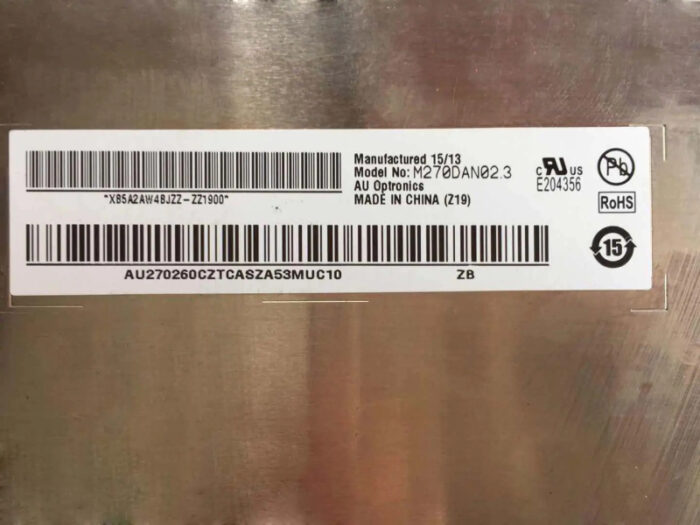 Manufactured 15/13
Model No: M270DAN02.3
AU Optronics
MADE IN CHINA (Z19)
*X85A2AW48JZZ-ZZ1900*
c RU US
E204356
Pb
RoHS
15
AU270260CZTCASZA53MUC10 ZB